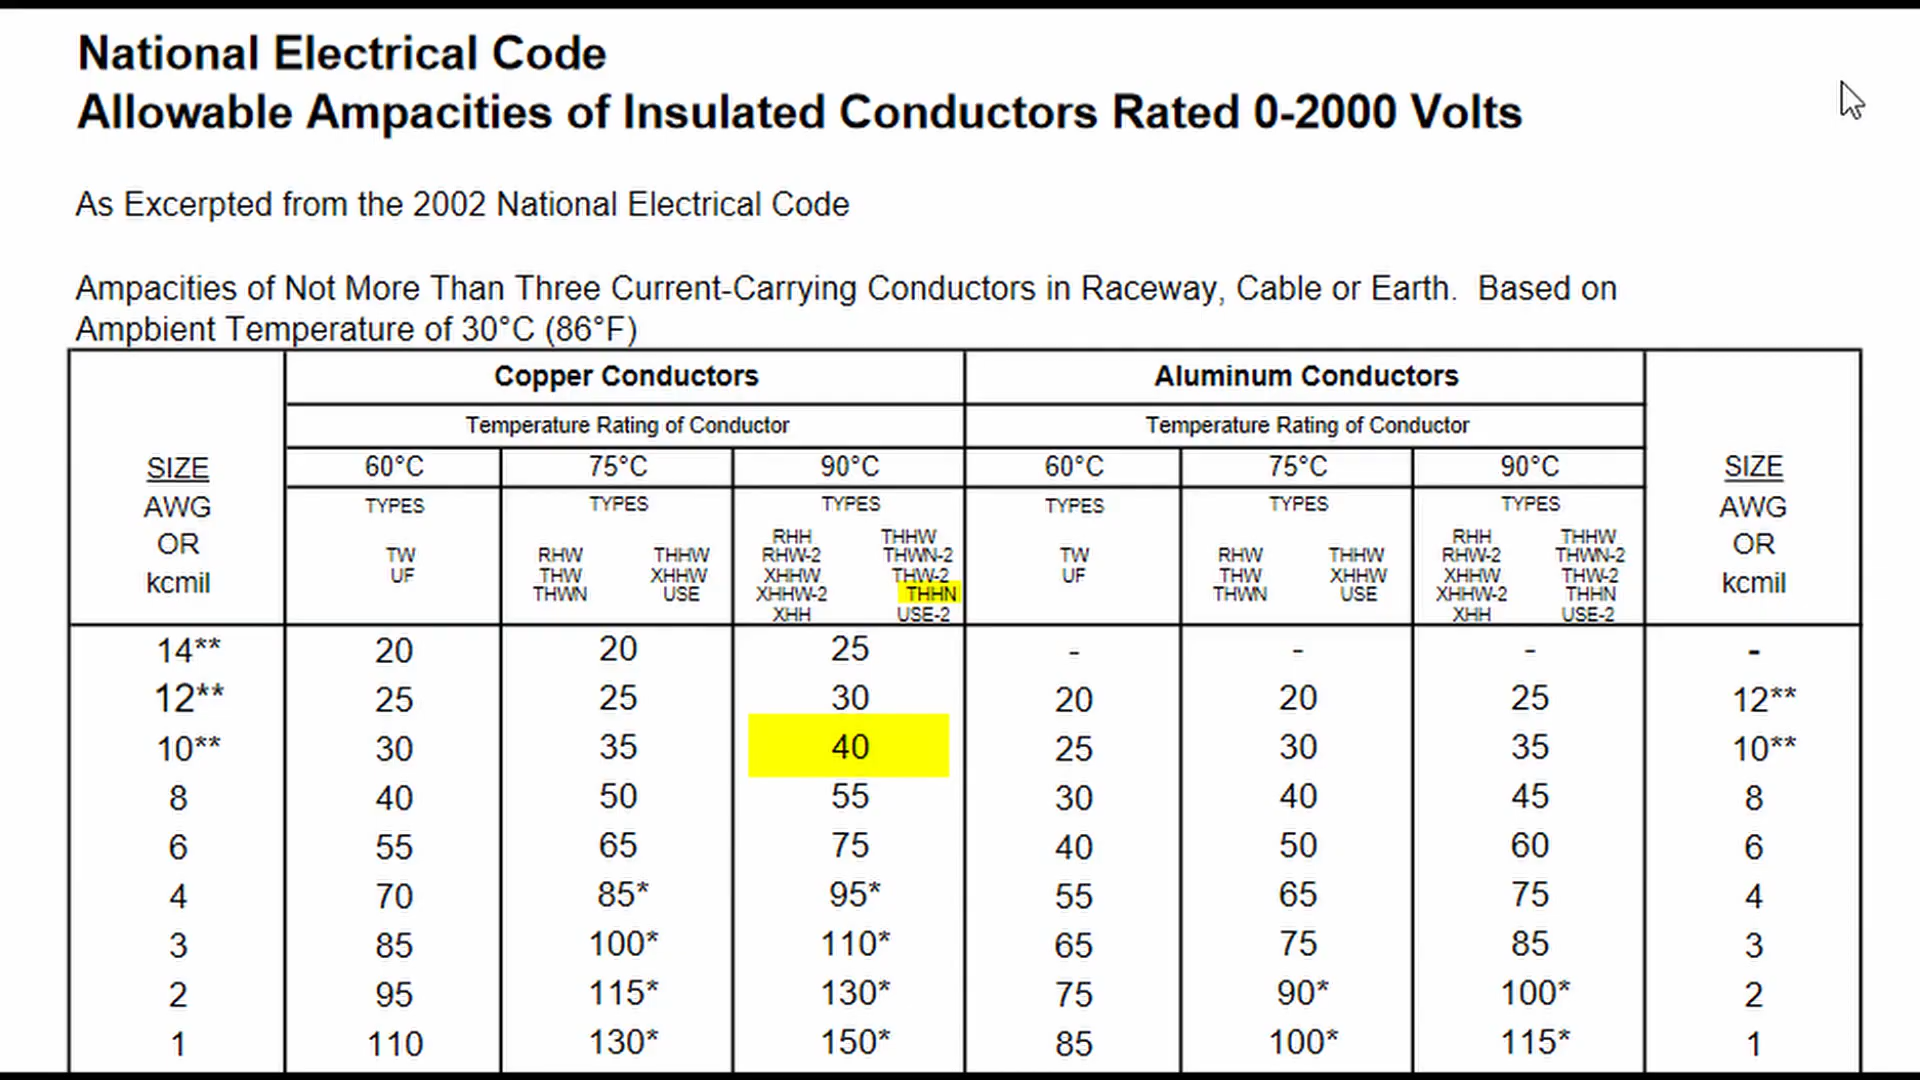 National Electrical Code
Allowable Ampacities of Insulated Conductors Rated 0-2000 Volts
As Excerpted from the 2002 National Electrical Code
Ampacities of Not More Than Three Current-Carrying Conductors in Raceway, Cable or Earth. Based on
Ampbient Temperature of 30°C (86°F)
Copper Conductors Aluminum Conductors
Temperature Rating of Conductor Temperature Rating of Conductor
SIZE 60°C 75°C 90°C 60°C 75°C 90°C SIZE
AWG TYPES TYPES TYPES TYPES TYPES TYPES AWG
OR RHH THHW RHH THHW OR
TW RHW THHW RHW-2 THWN-2 TW RHW THHW RHW-2 THWN-2
kcmil UF THW XHHW XHHW THW-2 UF THW XHHW XHHW THW-2 kcmil
THWN USE XHHW-2 THHN THWN USE XHHW-2 THHN
XHH USE-2 XHH USE-2
14** 20 20 25 - - - -
12** 25 25 30 20 20 25 12**
10** 30 35 40 25 30 35 10**
8 40 50 55 30 40 45 8
6 55 65 75 40 50 60 6
4 70 85* 95* 55 65 75 4
3 85 100* 110* 65 75 85 3
2 95 115* 130* 75 90* 100* 2
1 110 130* 150* 85 100* 115* 1